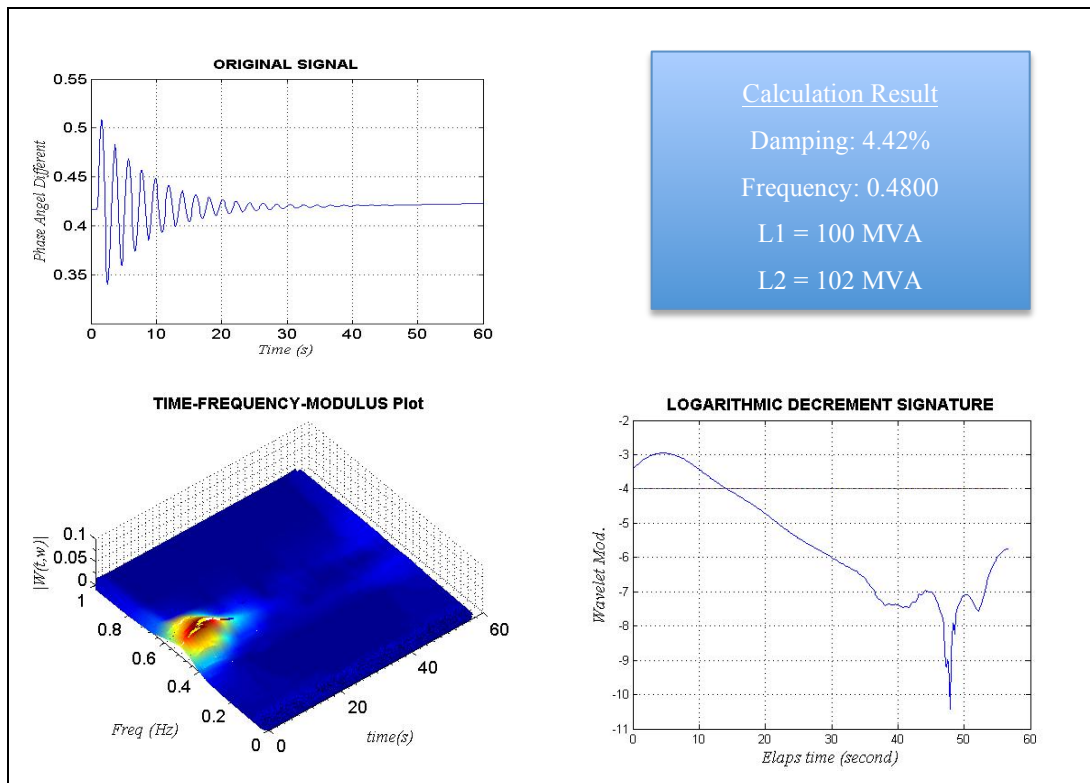 ORIGINAL SIGNAL
0.55
0.5
0.45
0.4
0.35
Phase Angel Different
0 10 20 30 40 50 60
Time (s)
Calculation Result
Damping: 4.42%
Frequency: 0.4800
L1 = 100 MVA
L2 = 102 MVA
TIME-FREQUENCY-MODULUS Plot
|W(t,w)|
0.1
0.05
0
1
0.8
0.6
0.4
0.2
0
Freq (Hz)
0
20
40
60
time(s)
LOGARITHMIC DECREMENT SIGNATURE
-2
-3
-4
-5
-6
-7
-8
-9
-10
-11
Wavelet Mod.
0 10 20 30 40 50 60
Elaps time (second)